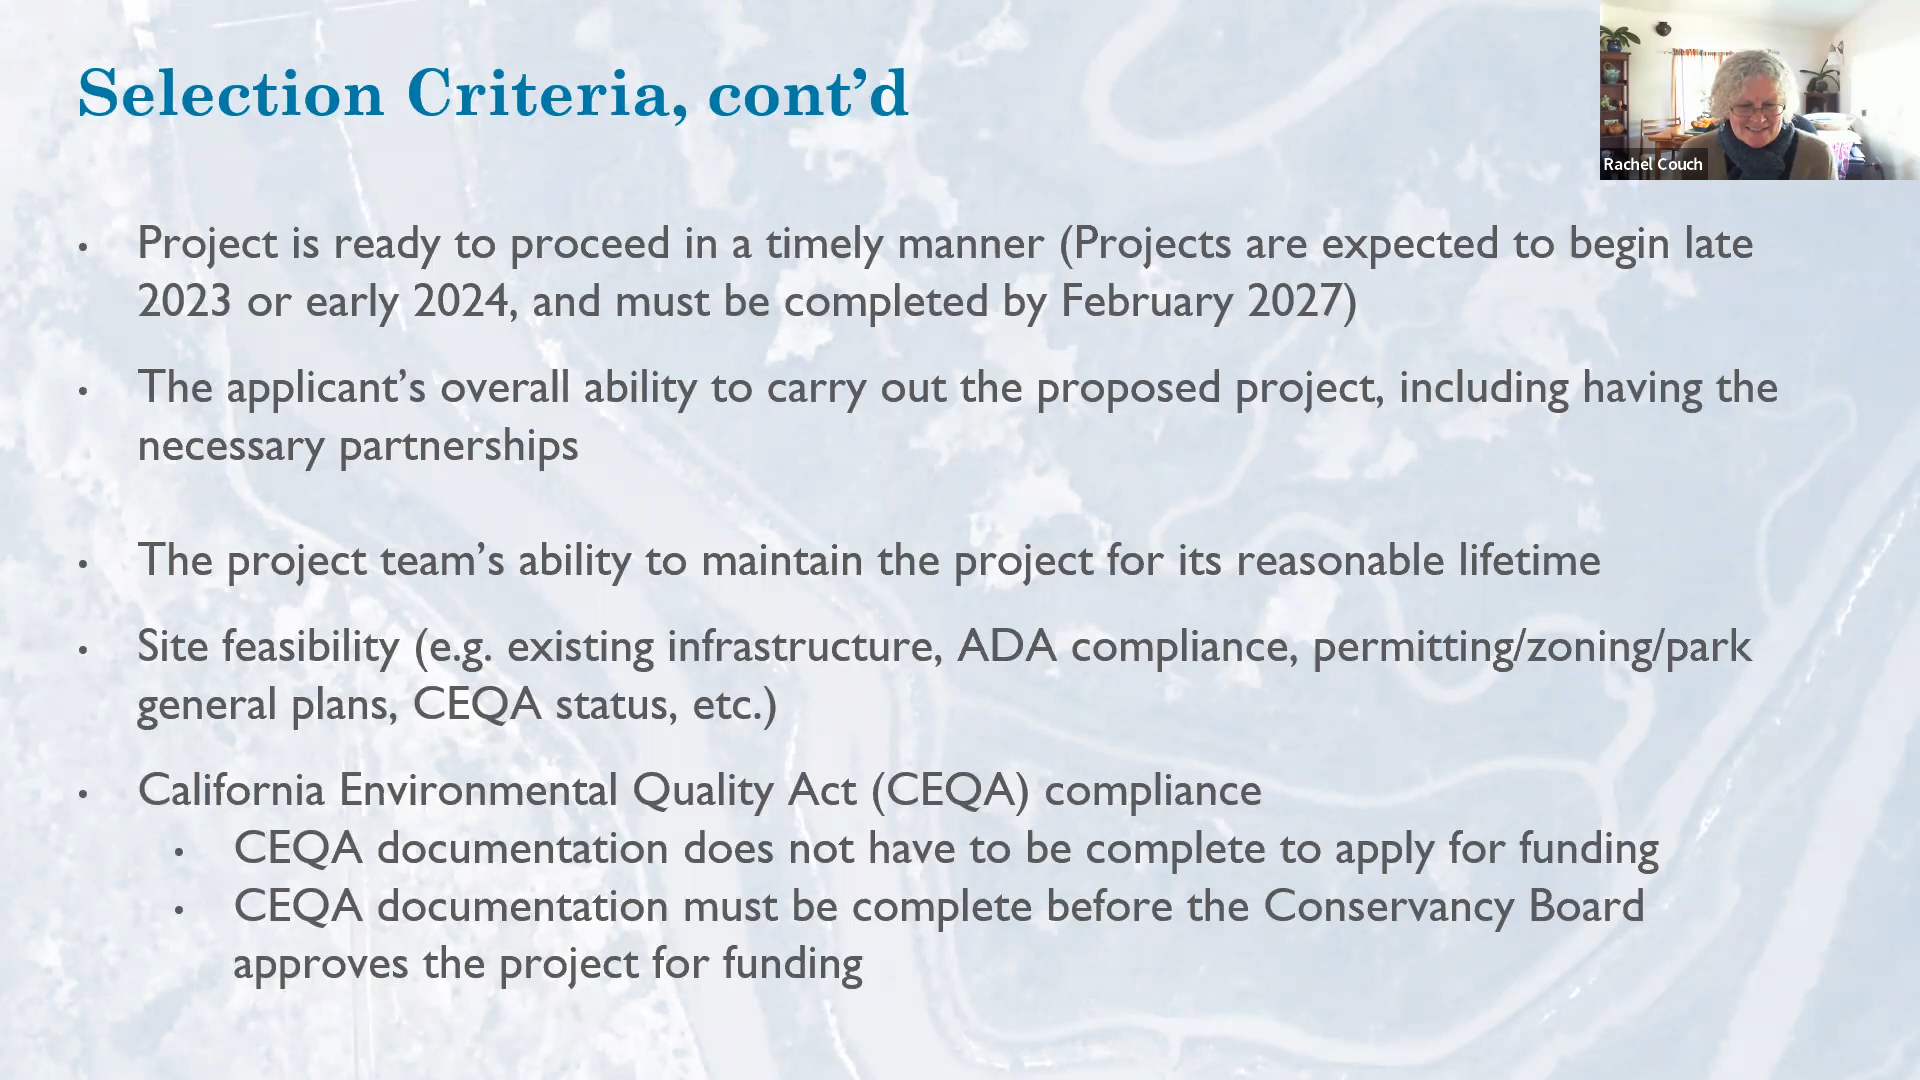 Selection Criteria, cont’d
Rachel Couch
• Project is ready to proceed in a timely manner (Projects are expected to begin late
2023 or early 2024, and must be completed by February 2027)
• The applicant’s overall ability to carry out the proposed project, including having the
necessary partnerships
• The project team’s ability to maintain the project for its reasonable lifetime
• Site feasibility (e.g. existing infrastructure, ADA compliance, permitting/zoning/park
general plans, CEQA status, etc.)
• California Environmental Quality Act (CEQA) compliance
• CEQA documentation does not have to be complete to apply for funding
• CEQA documentation must be complete before the Conservancy Board
approves the project for funding